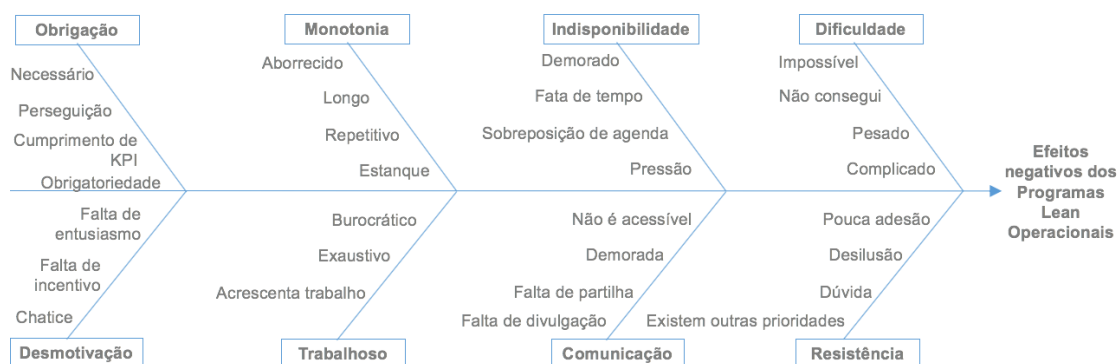 Obrigação
Monotonia
Indisponibilidade
Dificuldade
Necessário
Perseguição
Cumprimento de
KPI
Obrigatoriedade
Aborrecido
Longo
Repetitivo
Estanque
Demorado
Fata de tempo
Sobreposição de agenda
Pressão
Impossível
Não consegui
Pesado
Complicado
Efeitos
negativos dos
Programas
Lean
Operacionais
Falta de
entusiasmo
Falta de
incentivo
Chatice
Burocrático
Exaustivo
Acrescenta trabalho
Não é acessível
Demorada
Falta de partilha
Falta de divulgação
Pouca adesão
Desilusão
Dúvida
Existem outras prioridades
Desmotivação
Trabalhoso
Comunicação
Resistência